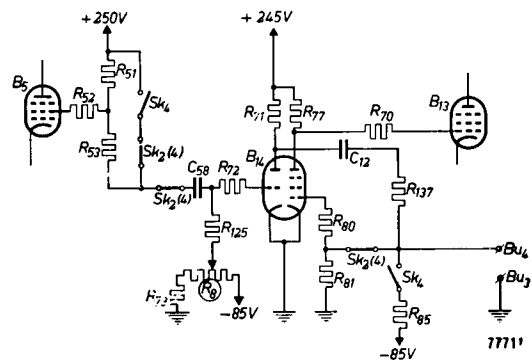 +250V
+245V
B5
R51
R52
Sk4
R53
Sk2(4)
R71
R77
R70
B13
B14
C12
C58
R72
Sk2(4)
R137
R125
R80
Sk2(4)
Bu4
R8
R81
Sk4
Bu3
-85V
R85
-85V